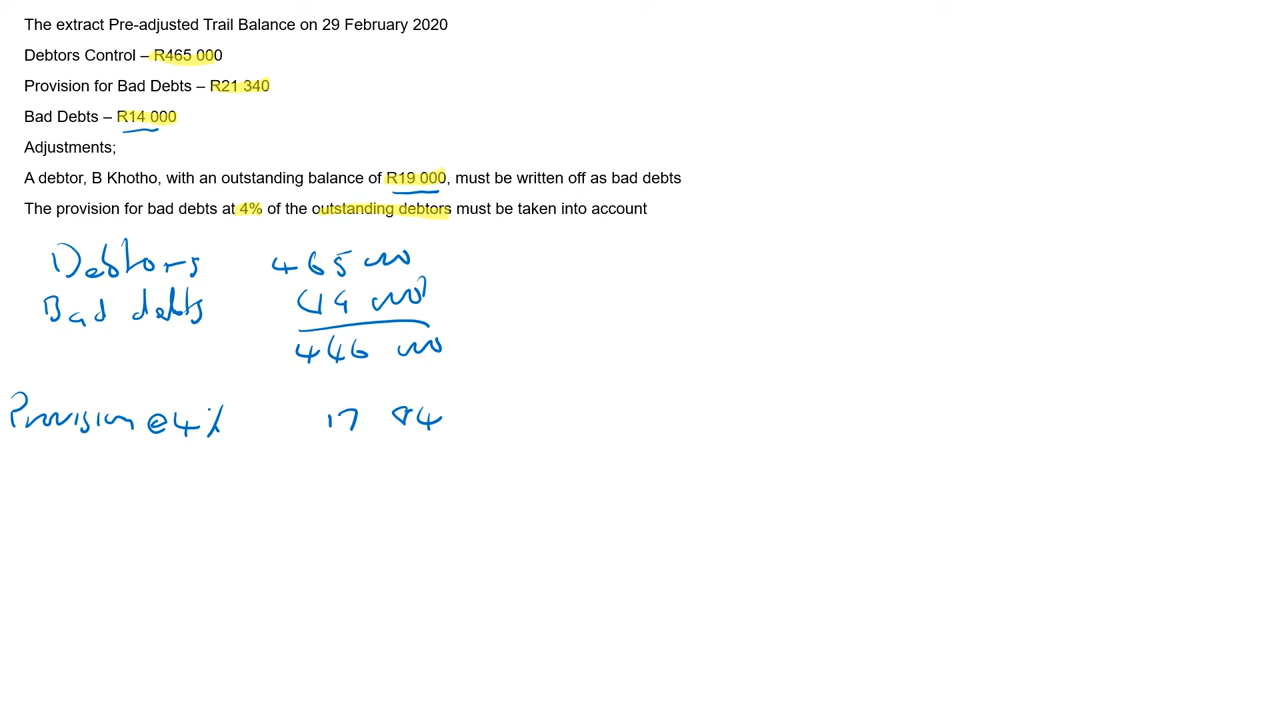 The extract Pre-adjusted Trail Balance on 29 February 2020
Debtors Control – R465 000
Provision for Bad Debts – R21 340
Bad Debts – R14 000
Adjustments;
A debtor, B Khotho, with an outstanding balance of R19 000, must be written off as bad debts
The provision for bad debts at 4% of the outstanding debtors must be taken into account
Debtors 465 000
Bad debts (19 000)
446 000
Provision @ 4% 17 84